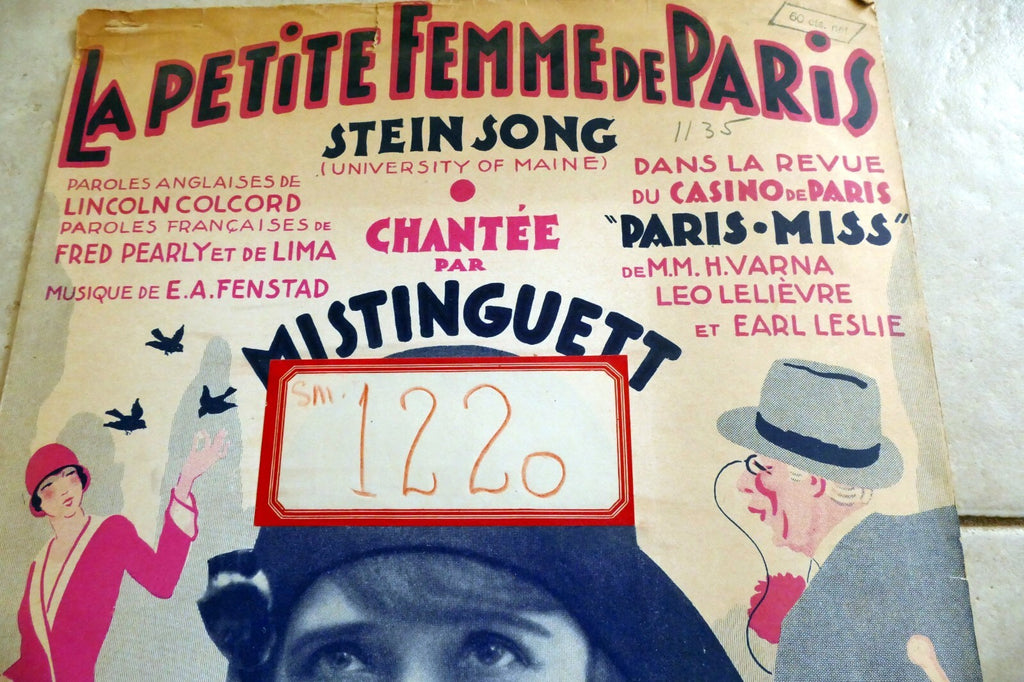 LA PETITE FEMME DE PARIS
60 cts.
STEIN SONG
(UNIVERSITY OF MAINE)
1135
PAROLES ANGLAISES DE
LINCOLN COLCORD
PAROLES FRANÇAISES DE
FRED PEARLY ET DE LIMA
MUSIQUE DE E.A. FENSTAD
CHANTÉE
PAR
MISTINGUETT
DANS LA REVUE
DU CASINO DE PARIS
"PARIS·MISS"
DE M.M. H. VARNA
LEO LELIÈVRE
ET EARL LESLIE
SM. 1220